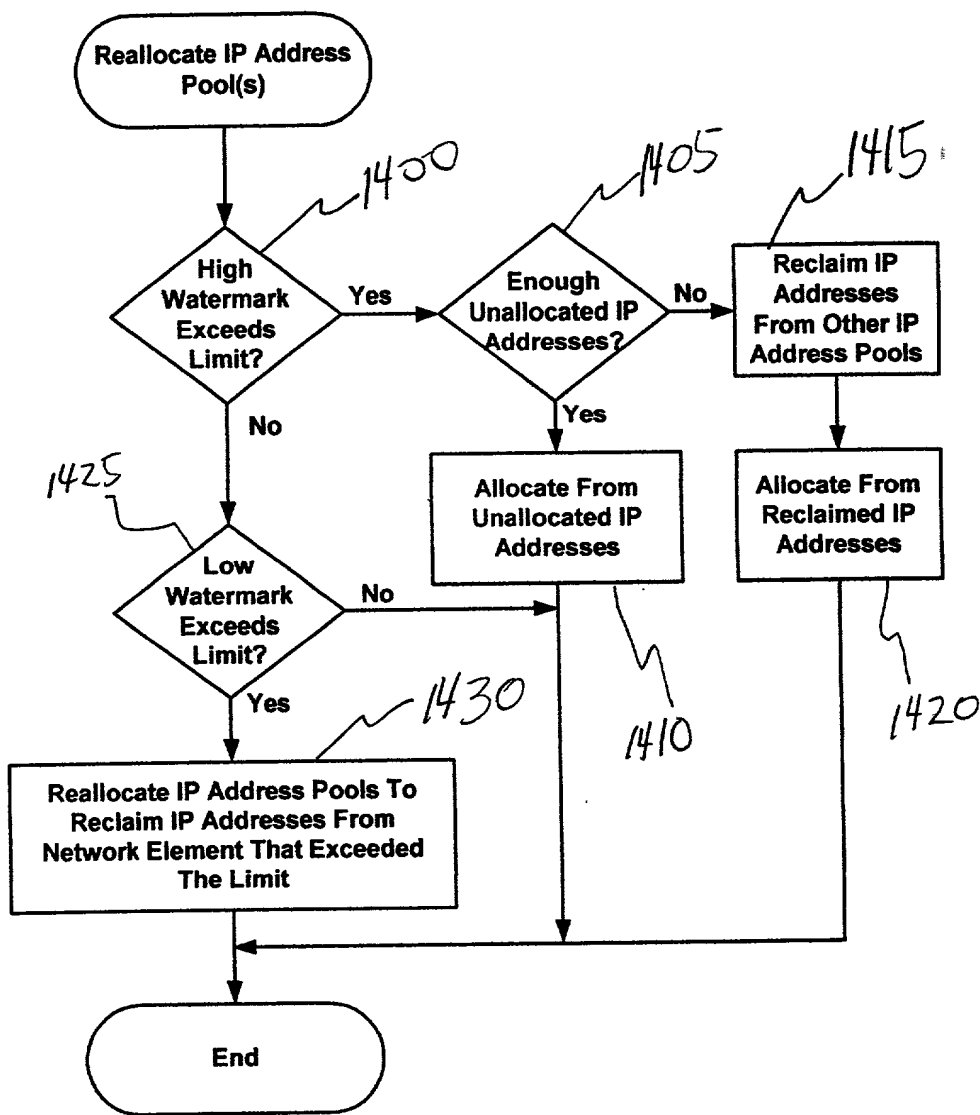 Reallocate IP Address
Pool(s)
1400
1405
1415
High
Watermark
Exceeds
Limit?
Yes
Enough
Unallocated IP
Addresses?
No
Reclaim IP
Addresses
From Other IP
Address Pools
No
Yes
1425
Allocate From
Unallocated IP
Addresses
Allocate From
Reclaimed IP
Addresses
Low
Watermark
Exceeds
Limit?
No
Yes
1430
1410
1420
Reallocate IP Address Pools To
Reclaim IP Addresses From
Network Element That Exceeded
The Limit
End